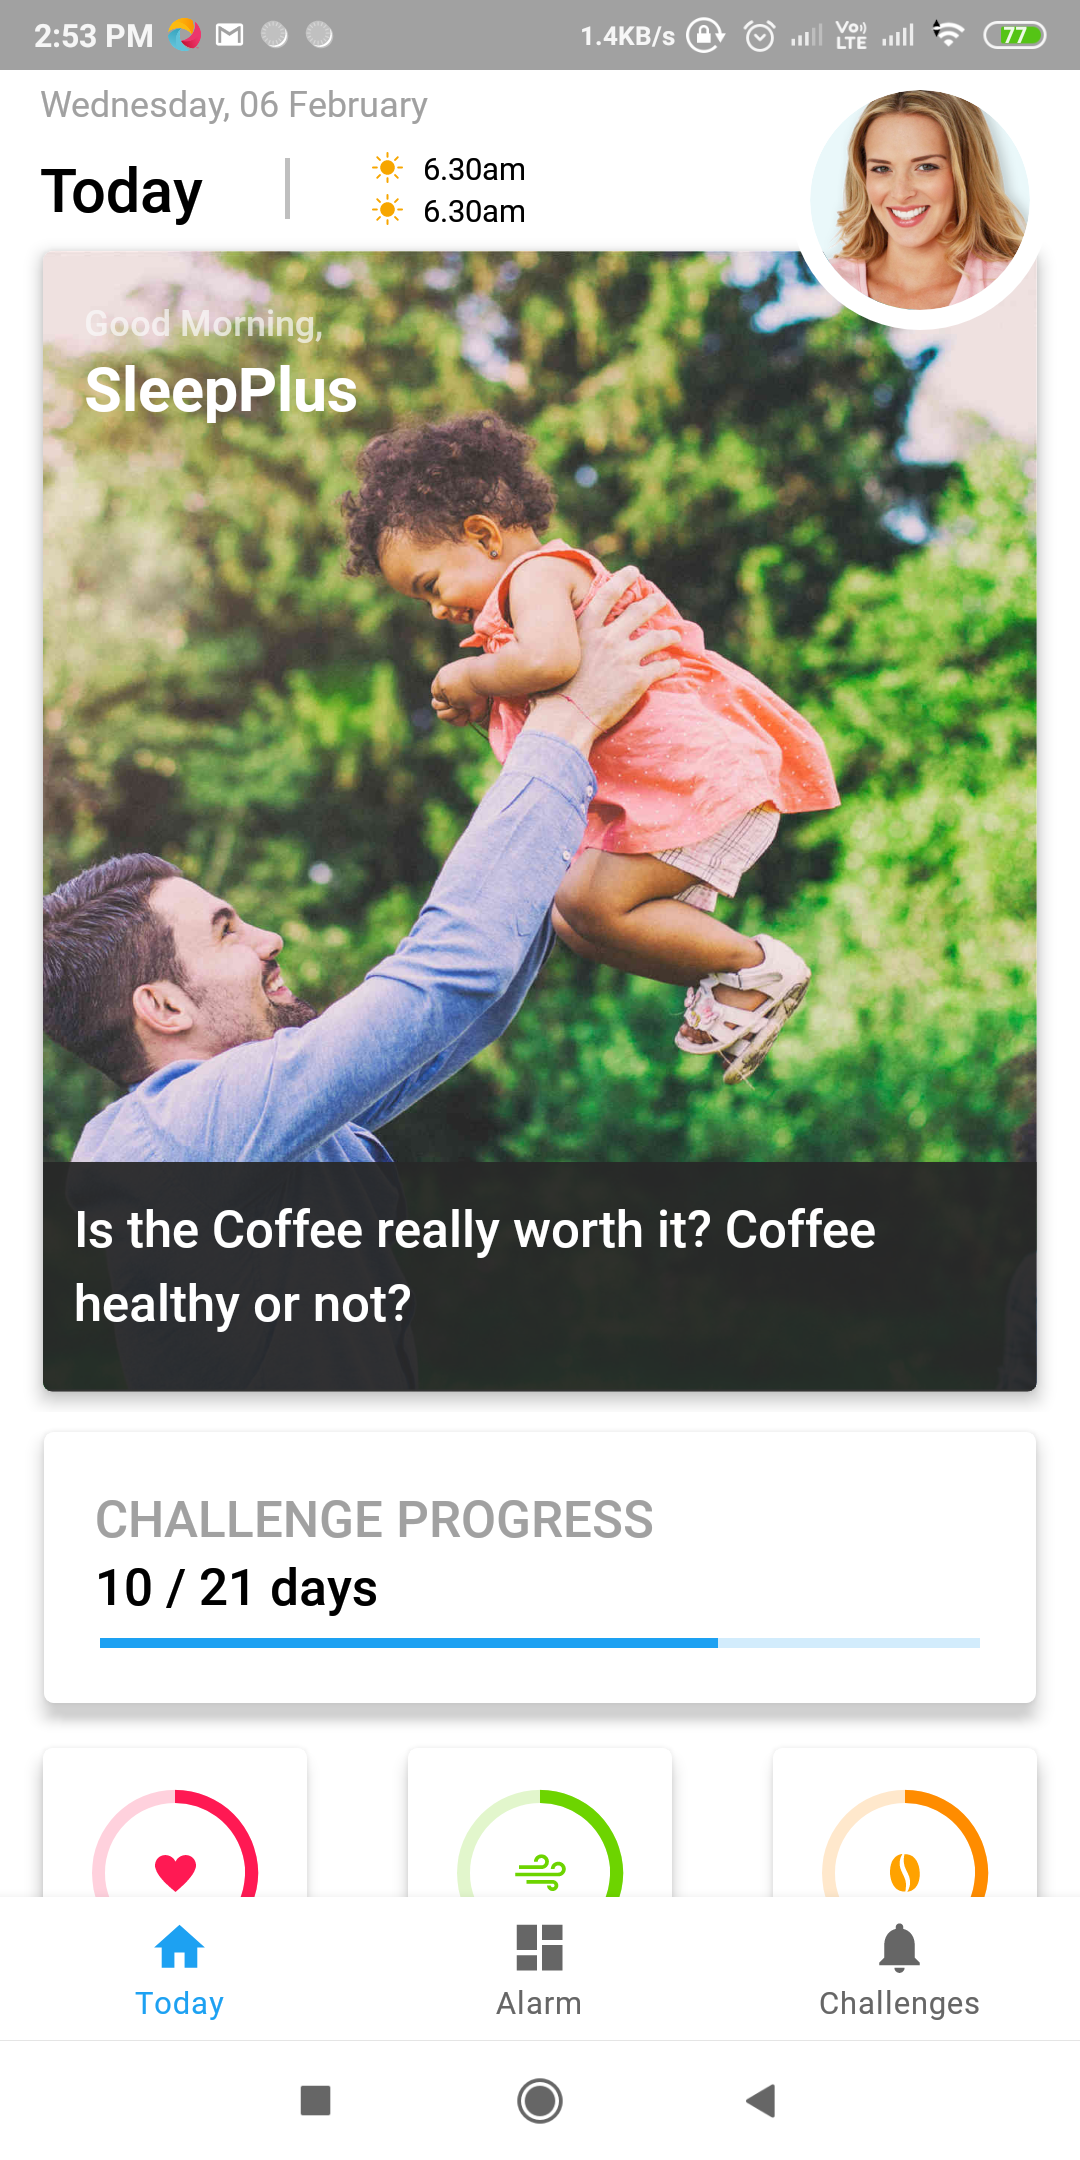 2:53 PM
1.4KB/s
Vo)) LTE
77
Wednesday, 06 February
Today
6.30am
6.30am
Good Morning,
SleepPlus
Is the Coffee really worth it? Coffee
healthy or not?
CHALLENGE PROGRESS
10 / 21 days
Today
Alarm
Challenges